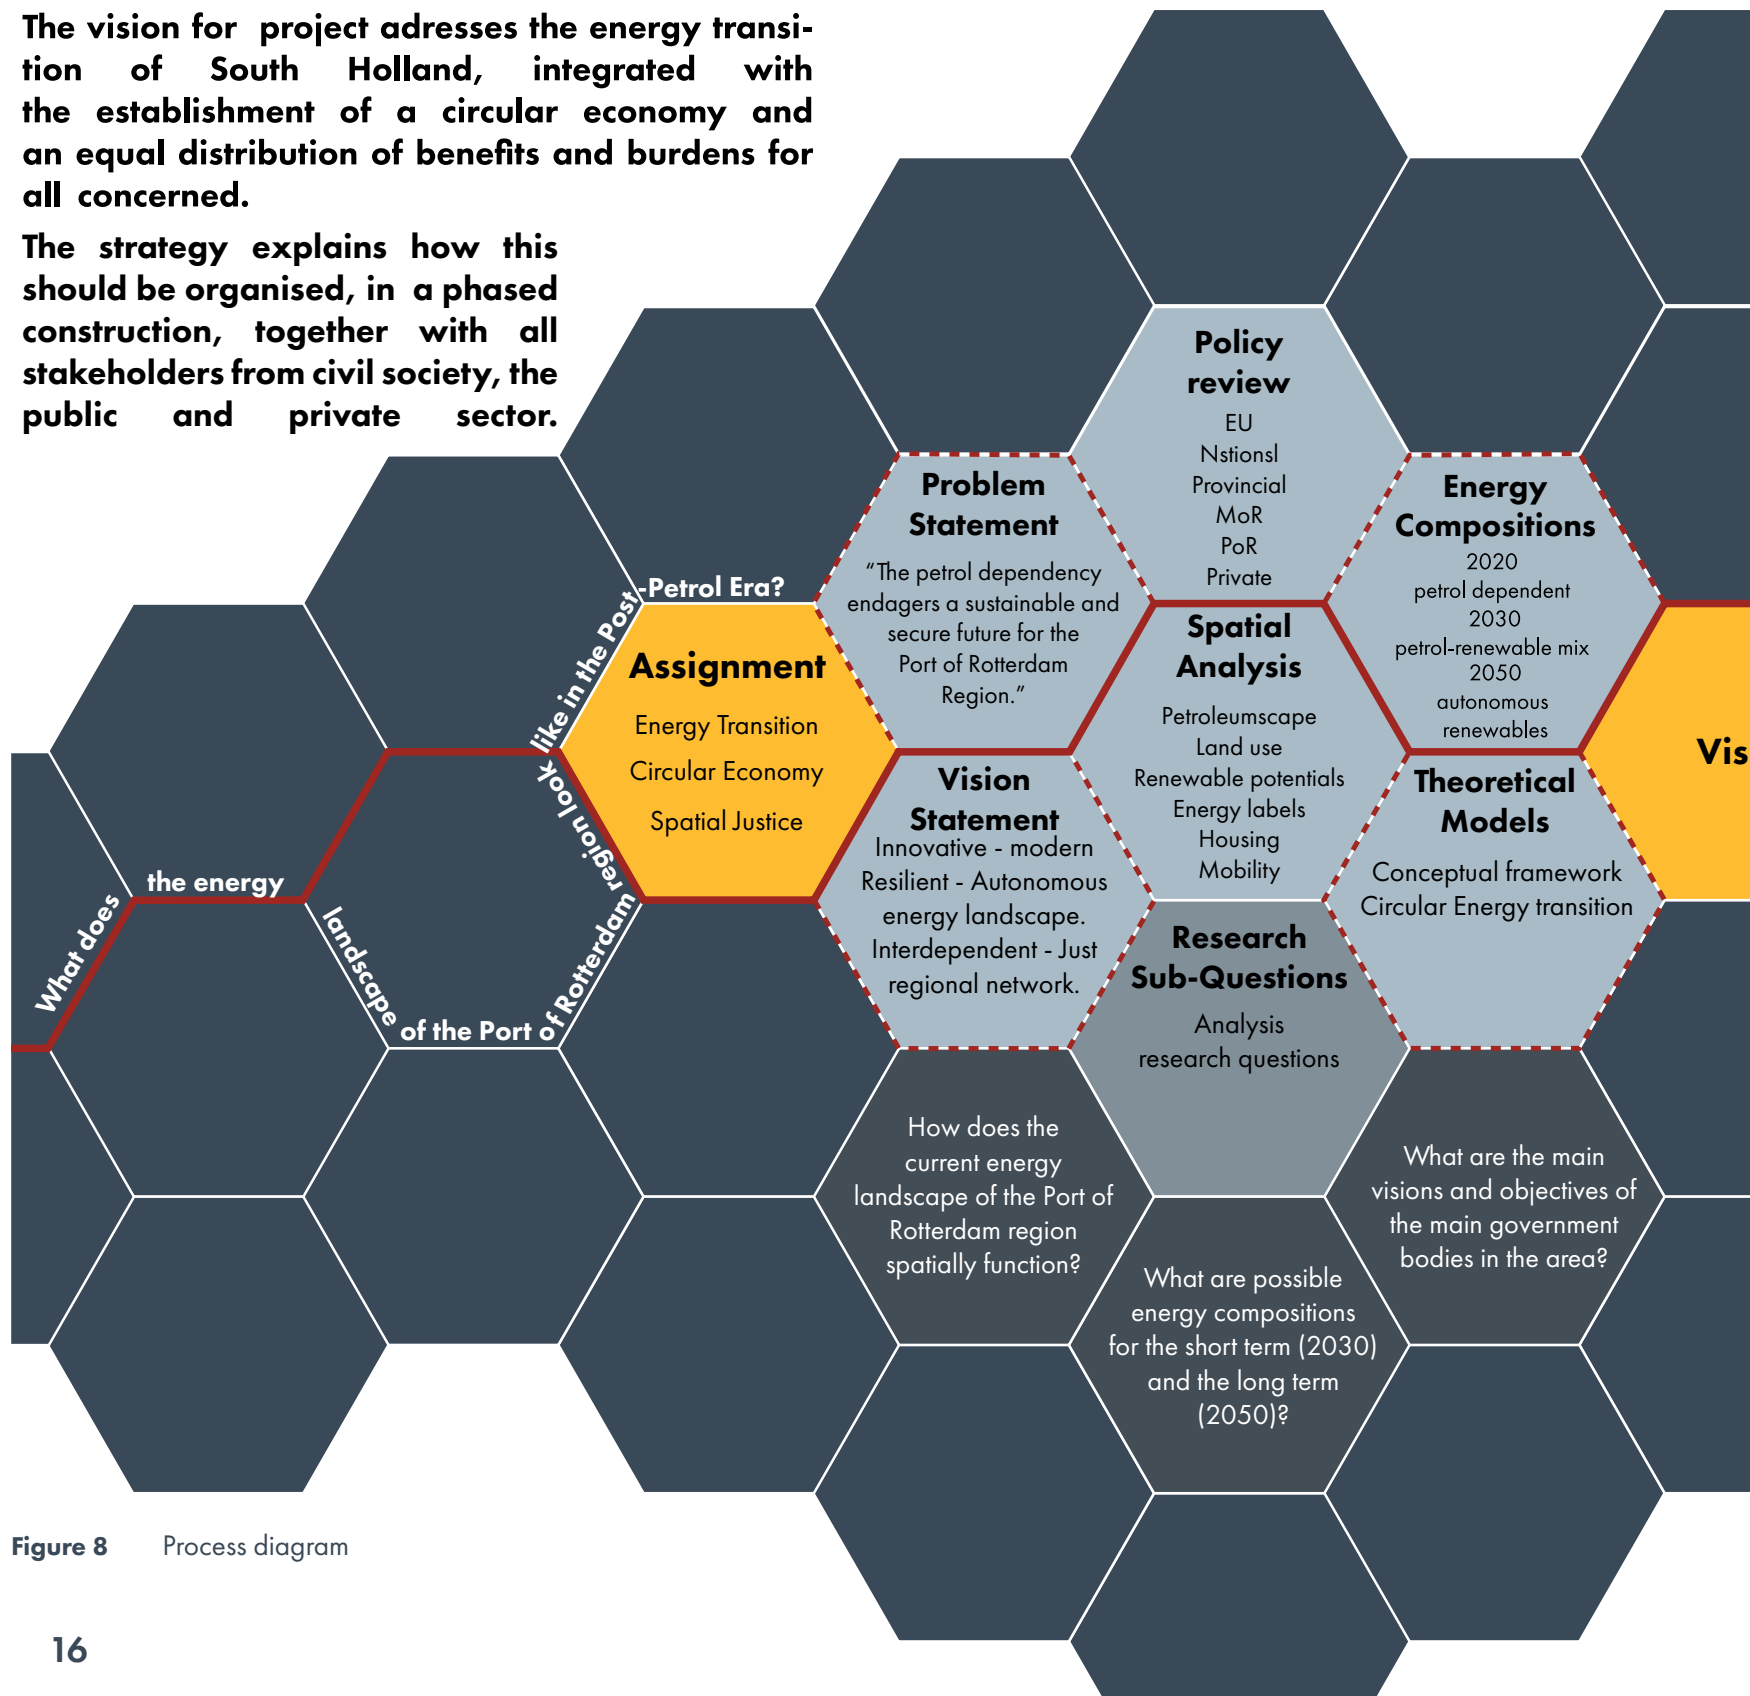 The vision for project adresses the energy transi-
tion of South Holland, integrated with
the establishment of a circular economy and
an equal distribution of benefits and burdens for
all concerned.
The strategy explains how this
should be organised, in a phased
construction, together with all
stakeholders from civil society, the
public and private sector.
What does
the energy
landscape
of the Port of
Rotterdam
region look
like in the Post
-Petrol Era?
Assignment
Energy Transition
Circular Economy
Spatial Justice
Problem
Statement
“The petrol dependency
endagers a sustainable and
secure future for the
Port of Rotterdam
Region.”
Vision
Statement
Innovative - modern
Resilient - Autonomous
energy landscape.
Interdependent - Just
regional network.
Policy
review
EU
Nstionsl
Provincial
MoR
PoR
Private
Spatial
Analysis
Petroleumscape
Land use
Renewable potentials
Energy labels
Housing
Mobility
Research
Sub-Questions
Analysis
research questions
Energy
Compositions
2020
petrol dependent
2030
petrol-renewable mix
2050
autonomous
renewables
Theoretical
Models
Conceptual framework
Circular Energy transition
Vis
How does the
current energy
landscape of the Port of
Rotterdam region
spatially function?
What are possible
energy compositions
for the short term (2030)
and the long term
(2050)?
What are the main
visions and objectives of
the main government
bodies in the area?
Figure 8 Process diagram
16